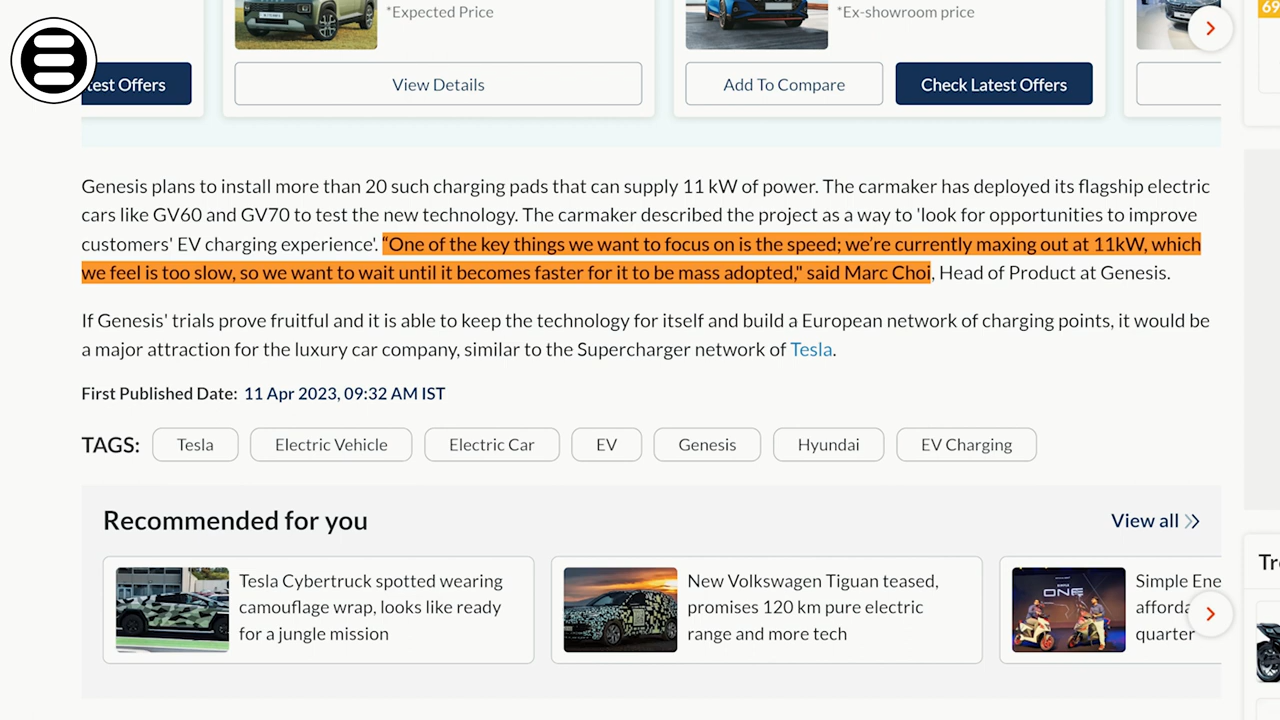 *Expected Price
*Ex-showroom price
69
test Offers
View Details
Add To Compare
Check Latest Offers
Genesis plans to install more than 20 such charging pads that can supply 11 kW of power. The carmaker has deployed its flagship electric
cars like GV60 and GV70 to test the new technology. The carmaker described the project as a way to 'look for opportunities to improve
customers' EV charging experience'. “One of the key things we want to focus on is the speed; we’re currently maxing out at 11kW, which
we feel is too slow, so we want to wait until it becomes faster for it to be mass adopted," said Marc Choi, Head of Product at Genesis.
If Genesis' trials prove fruitful and it is able to keep the technology for itself and build a European network of charging points, it would be
a major attraction for the luxury car company, similar to the Supercharger network of Tesla.
First Published Date: 11 Apr 2023, 09:32 AM IST
TAGS: Tesla Electric Vehicle Electric Car EV Genesis Hyundai EV Charging
Recommended for you
View all
Tesla Cybertruck spotted wearing
camouflage wrap, looks like ready
for a jungle mission
New Volkswagen Tiguan teased,
promises 120 km pure electric
range and more tech
Simple Ene
afforda
quarter
ONE
Tr